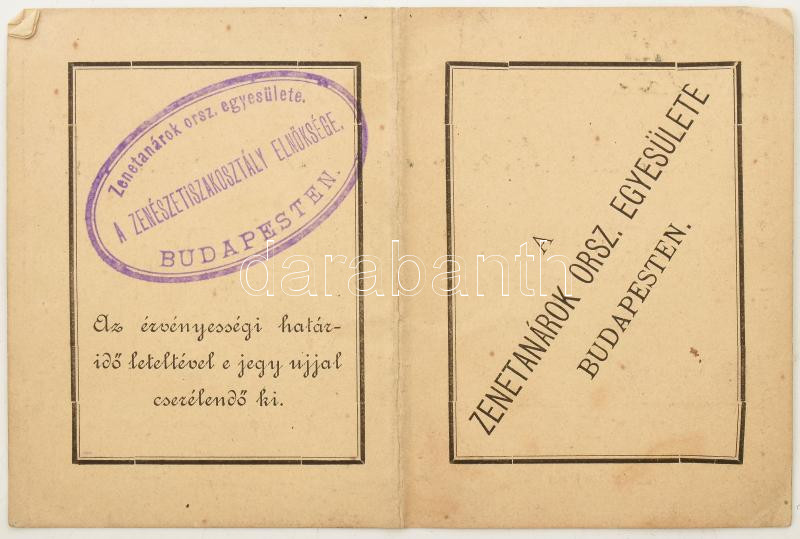 Zenetanárok orsz. egyesülete.
A ZENÉSZETISZAKOSZTÁLY ELNÖKSÉGE.
BUDAPESTEN.
Az érvényességi határ-
idő leteltével e jegy ujjal
cserélendő ki.
A
ZENETANÁROK ORSZ. EGYESÜLETE
BUDAPESTEN.
darabanth